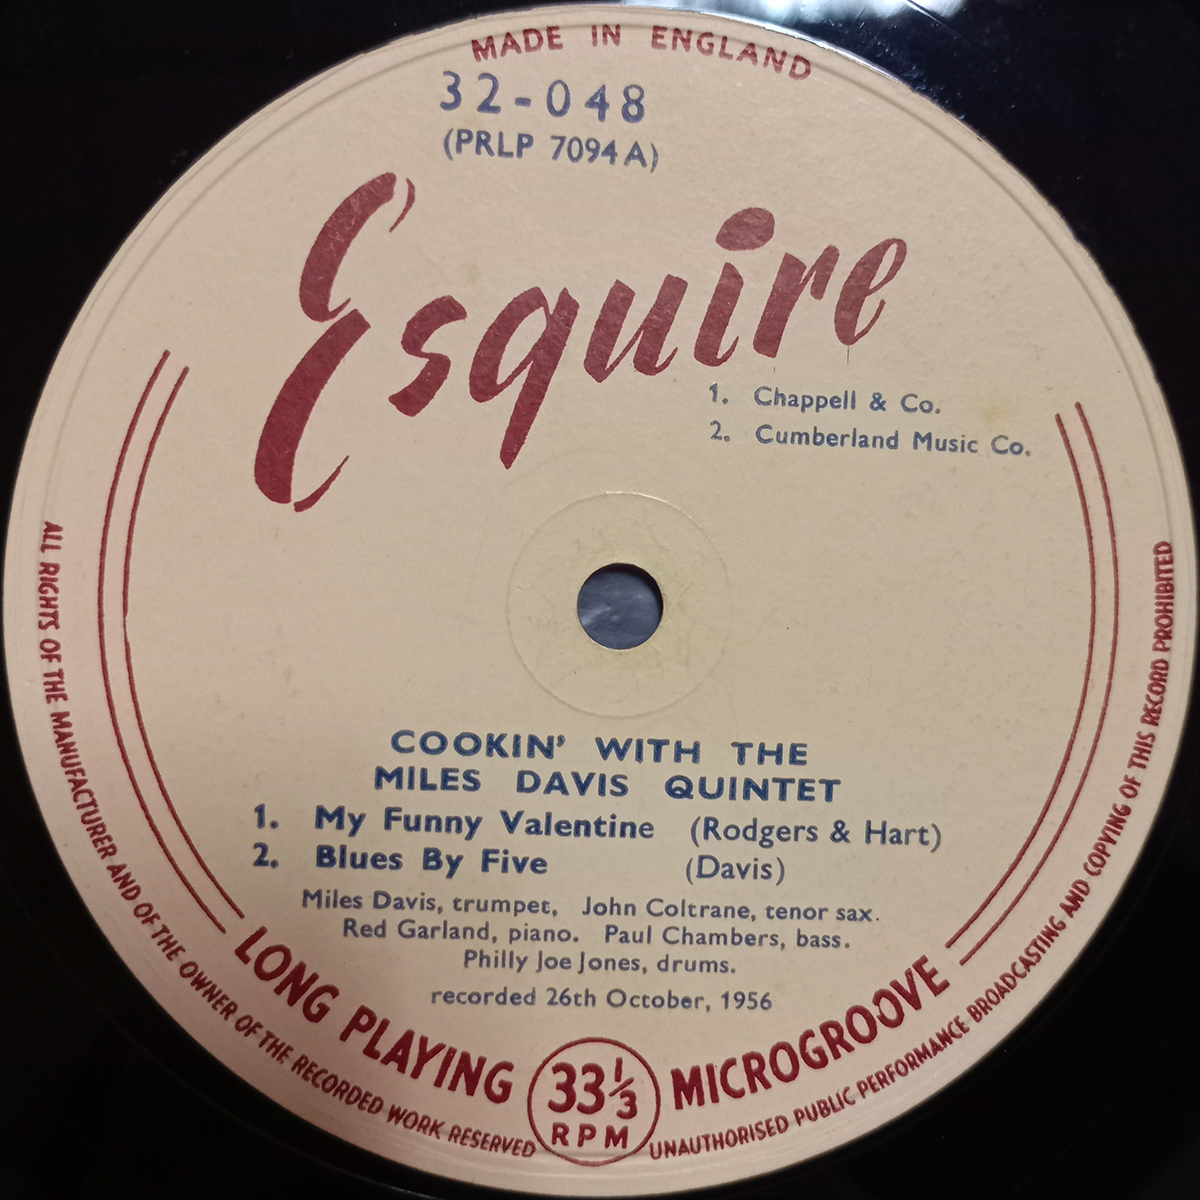 MADE IN ENGLAND
32-048
(PRLP 7094 A)
Esquire
1. Chappell & Co.
2. Cumberland Music Co.
COOKIN' WITH THE
MILES DAVIS QUINTET
1. My Funny Valentine (Rodgers & Hart)
2. Blues By Five (Davis)
Miles Davis, trumpet, John Coltrane, tenor sax.
Red Garland, piano. Paul Chambers, bass.
Philly Joe Jones, drums.
recorded 26th October, 1956
LONG PLAYING 33⅓ RPM MICROGROOVE
ALL RIGHTS OF THE MANUFACTURER AND OF THE OWNER OF THE RECORDED WORK RESERVED
UNAUTHORISED PUBLIC PERFORMANCE BROADCASTING AND COPYING OF THIS RECORD PROHIBITED